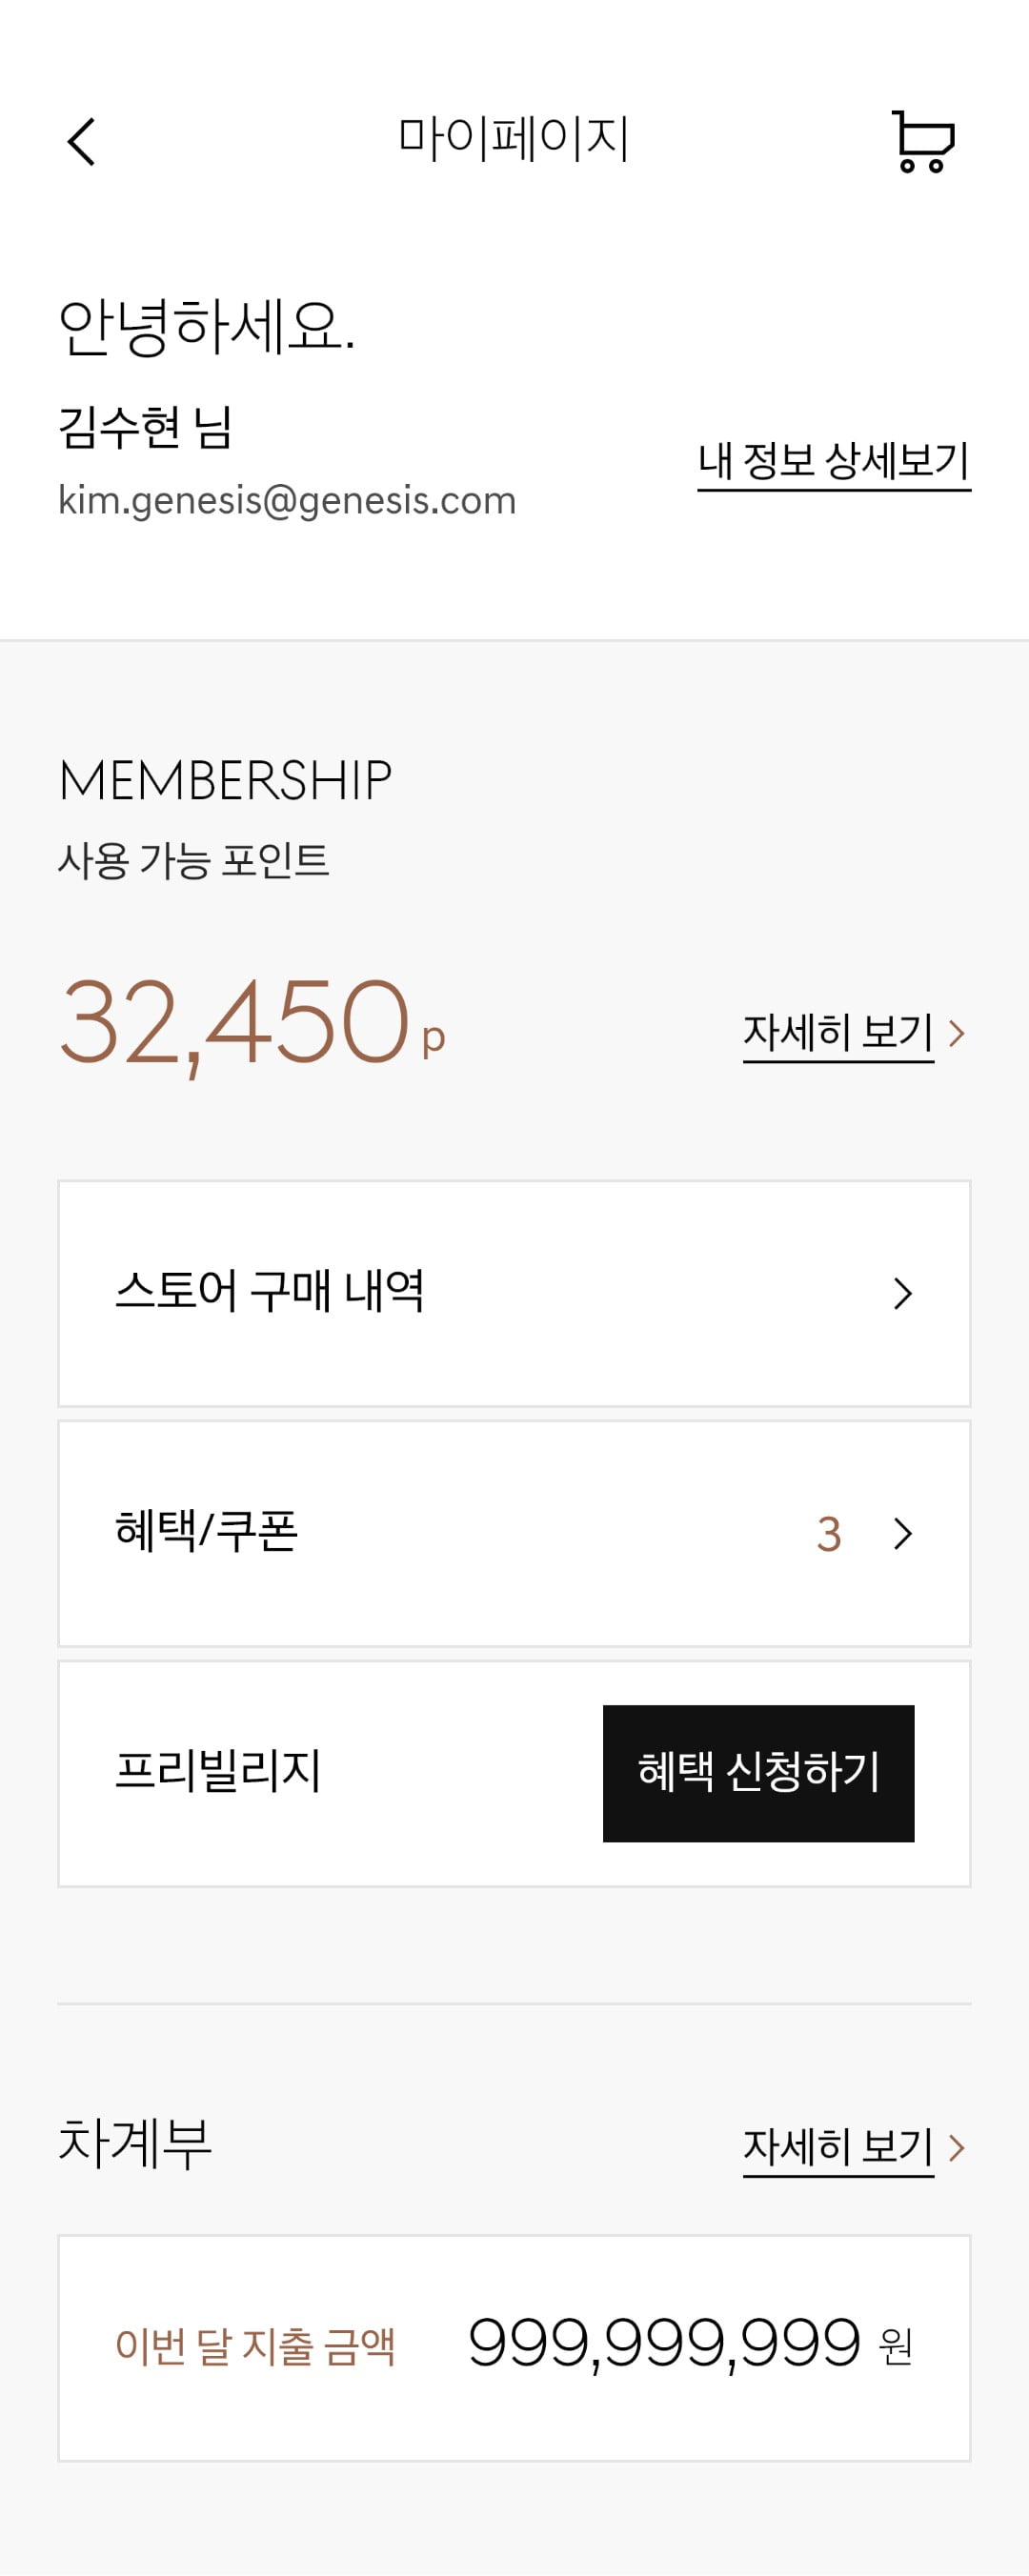 마이페이지
안녕하세요.
김수현 님
내 정보 상세보기
kim.genesis@genesis.com
MEMBERSHIP
사용 가능 포인트
32,450 p
자세히 보기
스토어 구매 내역
혜택/쿠폰 3
프리빌리지 혜택 신청하기
차계부 자세히 보기
이번 달 지출 금액 999,999,999 원